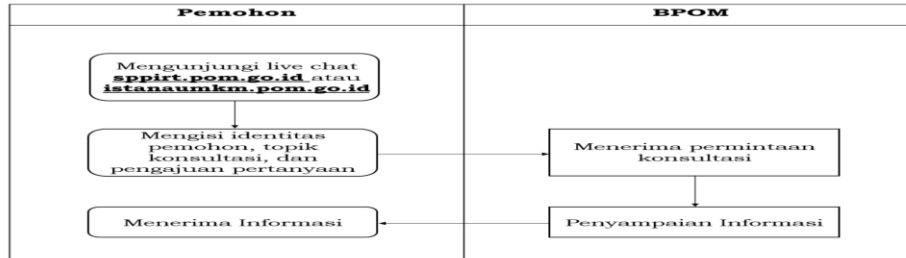 Pemohon
BPOM
Mengunjungi live chat
sppirt.pom.go.id atau
istanaumkm.pom.go.id
Mengisi identitas
pemohon, topik
konsultasi, dan
pengajuan pertanyaan
Menerima permintaan
konsultasi
Menerima Informasi
Penyampaian Informasi